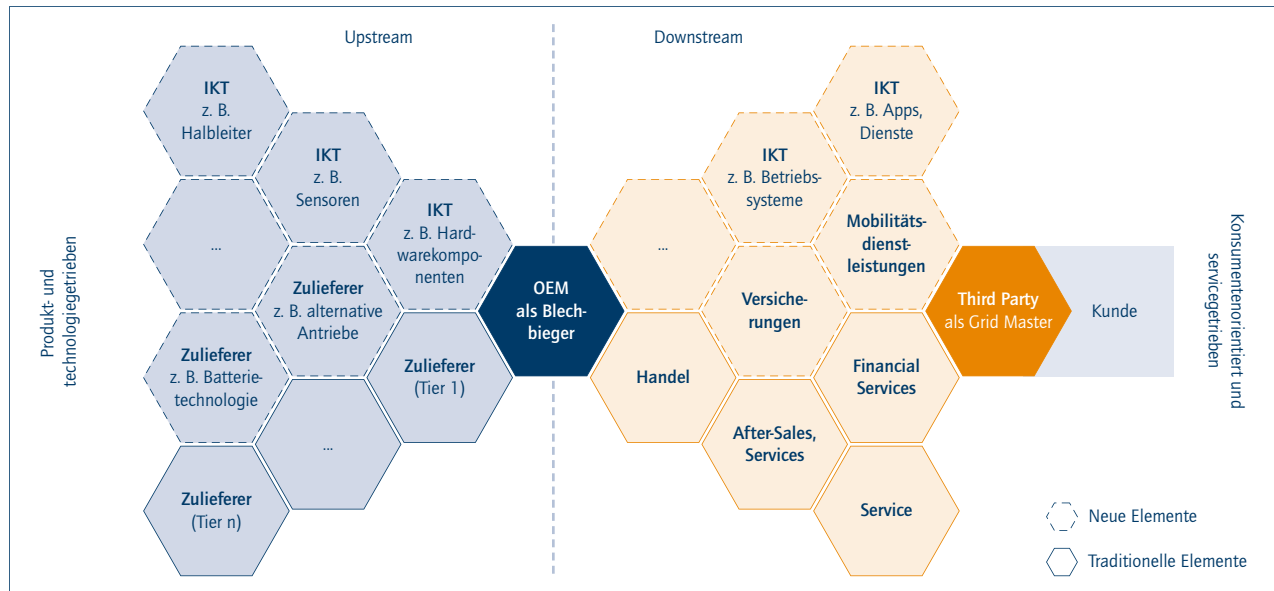 Upstream
Downstream
Produkt- und
technologiegetrieben
IKT
z. B.
Halbleiter
IKT
z. B.
Sensoren
IKT
z. B. Hard-
warekompo-
nenten
...
Zulieferer
z. B. alternative
Antriebe
Zulieferer
z. B. Batterie-
technologie
Zulieferer
(Tier 1)
...
Zulieferer
(Tier n)
OEM
als Blech-
bieger
IKT
z. B. Apps,
Dienste
IKT
z. B. Betriebs-
systeme
...
Mobilitäts-
dienst-
leistungen
Versiche-
rungen
Handel
Financial
Services
After-Sales,
Services
Service
Third Party
als Grid Master
Kunde
Konsumentenorientiert und
servicegetrieben
Neue Elemente
Traditionelle Elemente